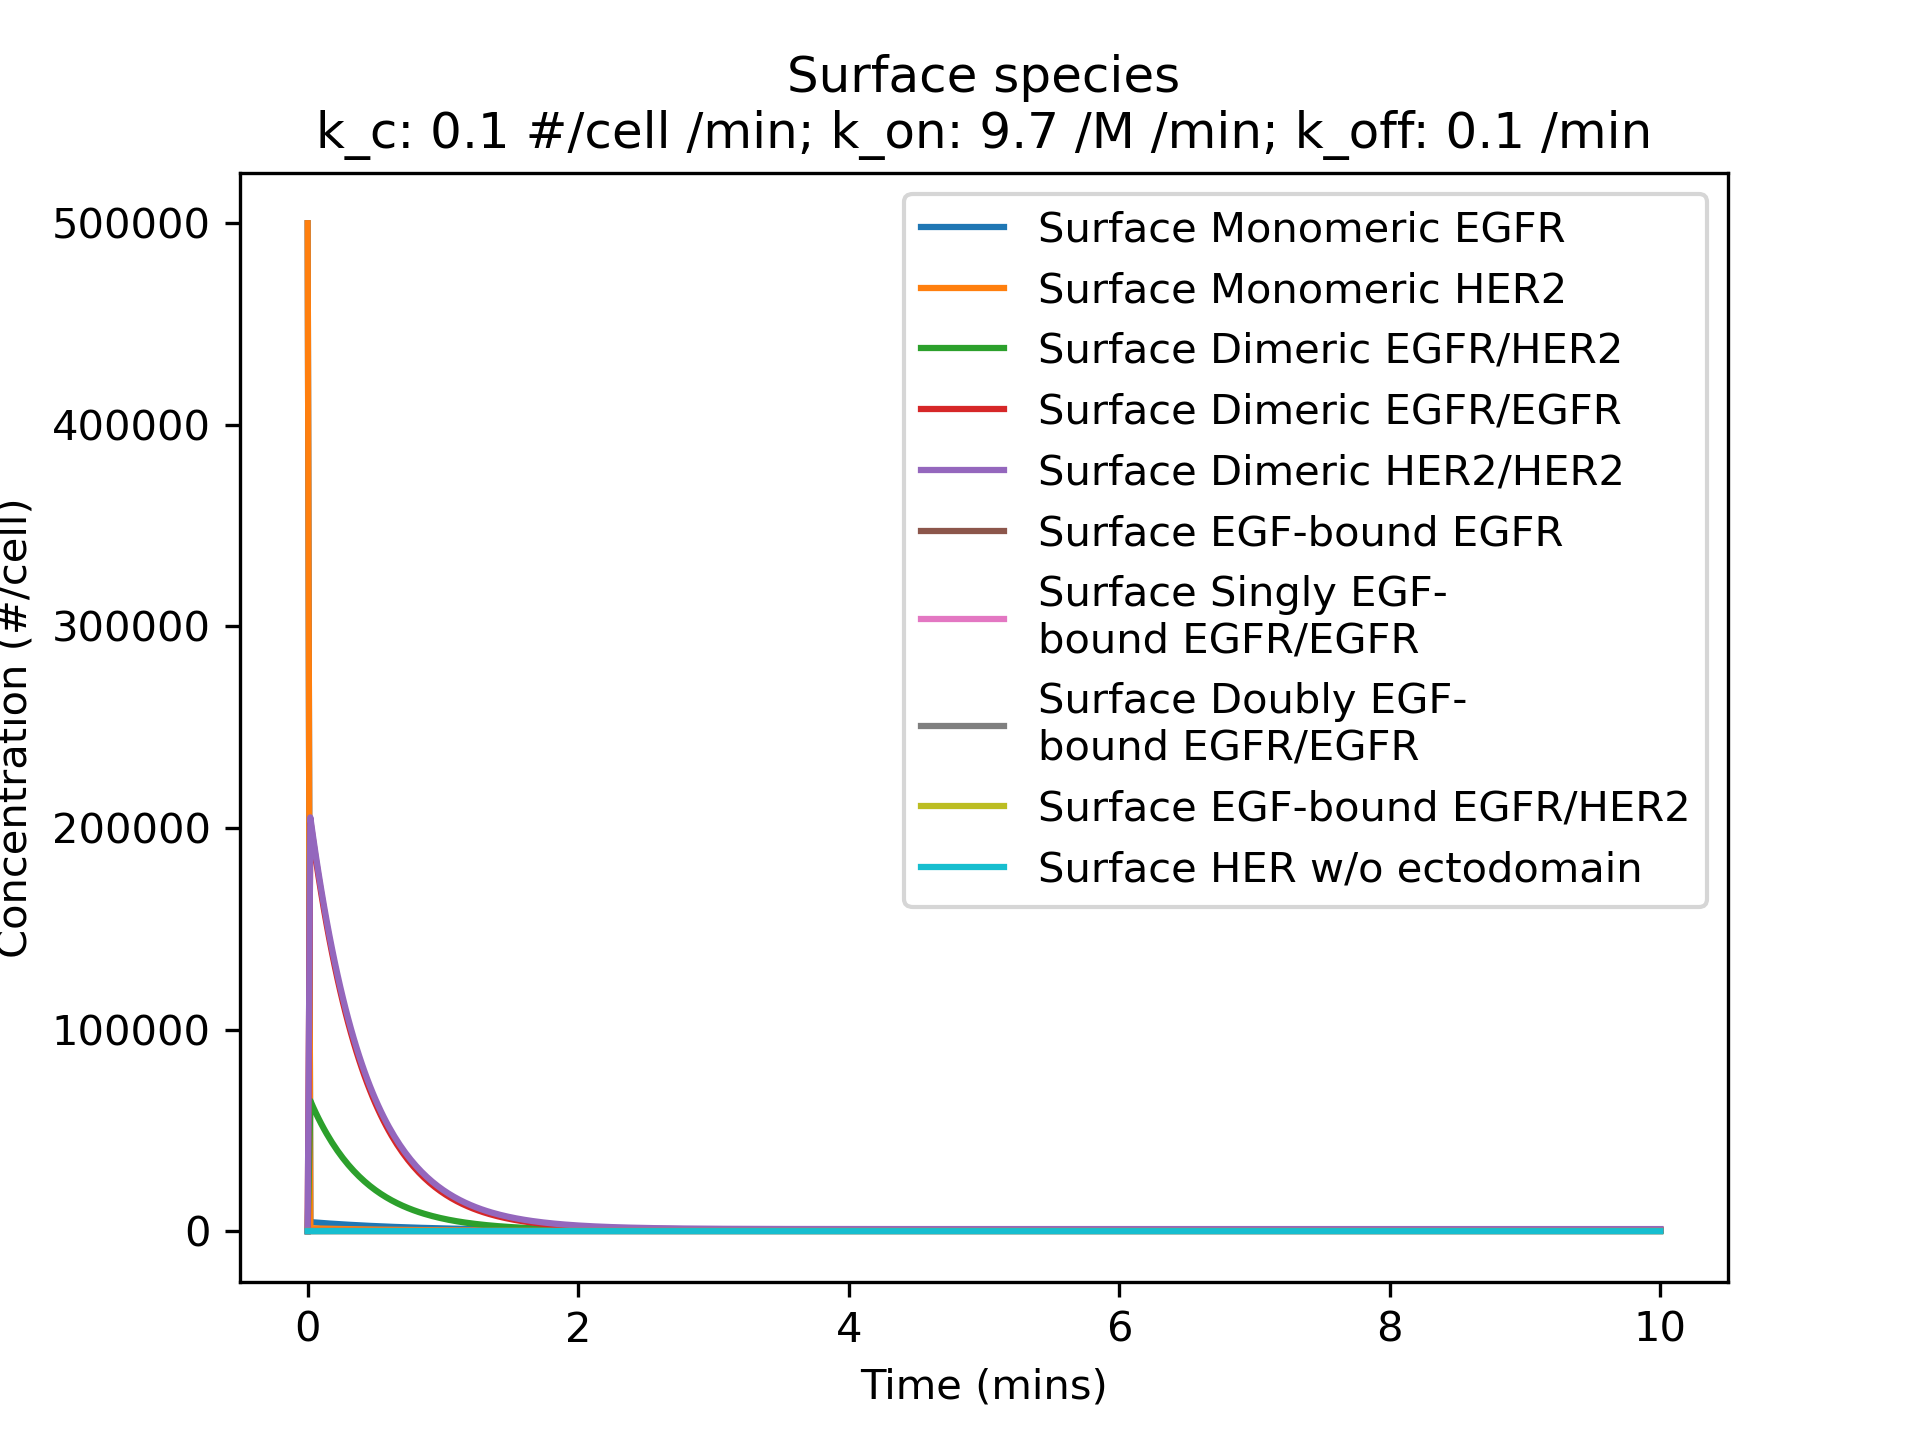 Surface species
k_c: 0.1 #/cell /min; k_on: 9.7 /M /min; k_off: 0.1 /min
Concentration (#/cell)
500000
400000
300000
200000
100000
0
Surface Monomeric EGFR
Surface Monomeric HER2
Surface Dimeric EGFR/HER2
Surface Dimeric EGFR/EGFR
Surface Dimeric HER2/HER2
Surface EGF-bound EGFR
Surface Singly EGF-
bound EGFR/EGFR
Surface Doubly EGF-
bound EGFR/EGFR
Surface EGF-bound EGFR/HER2
Surface HER w/o ectodomain
0 2 4 6 8 10
Time (mins)